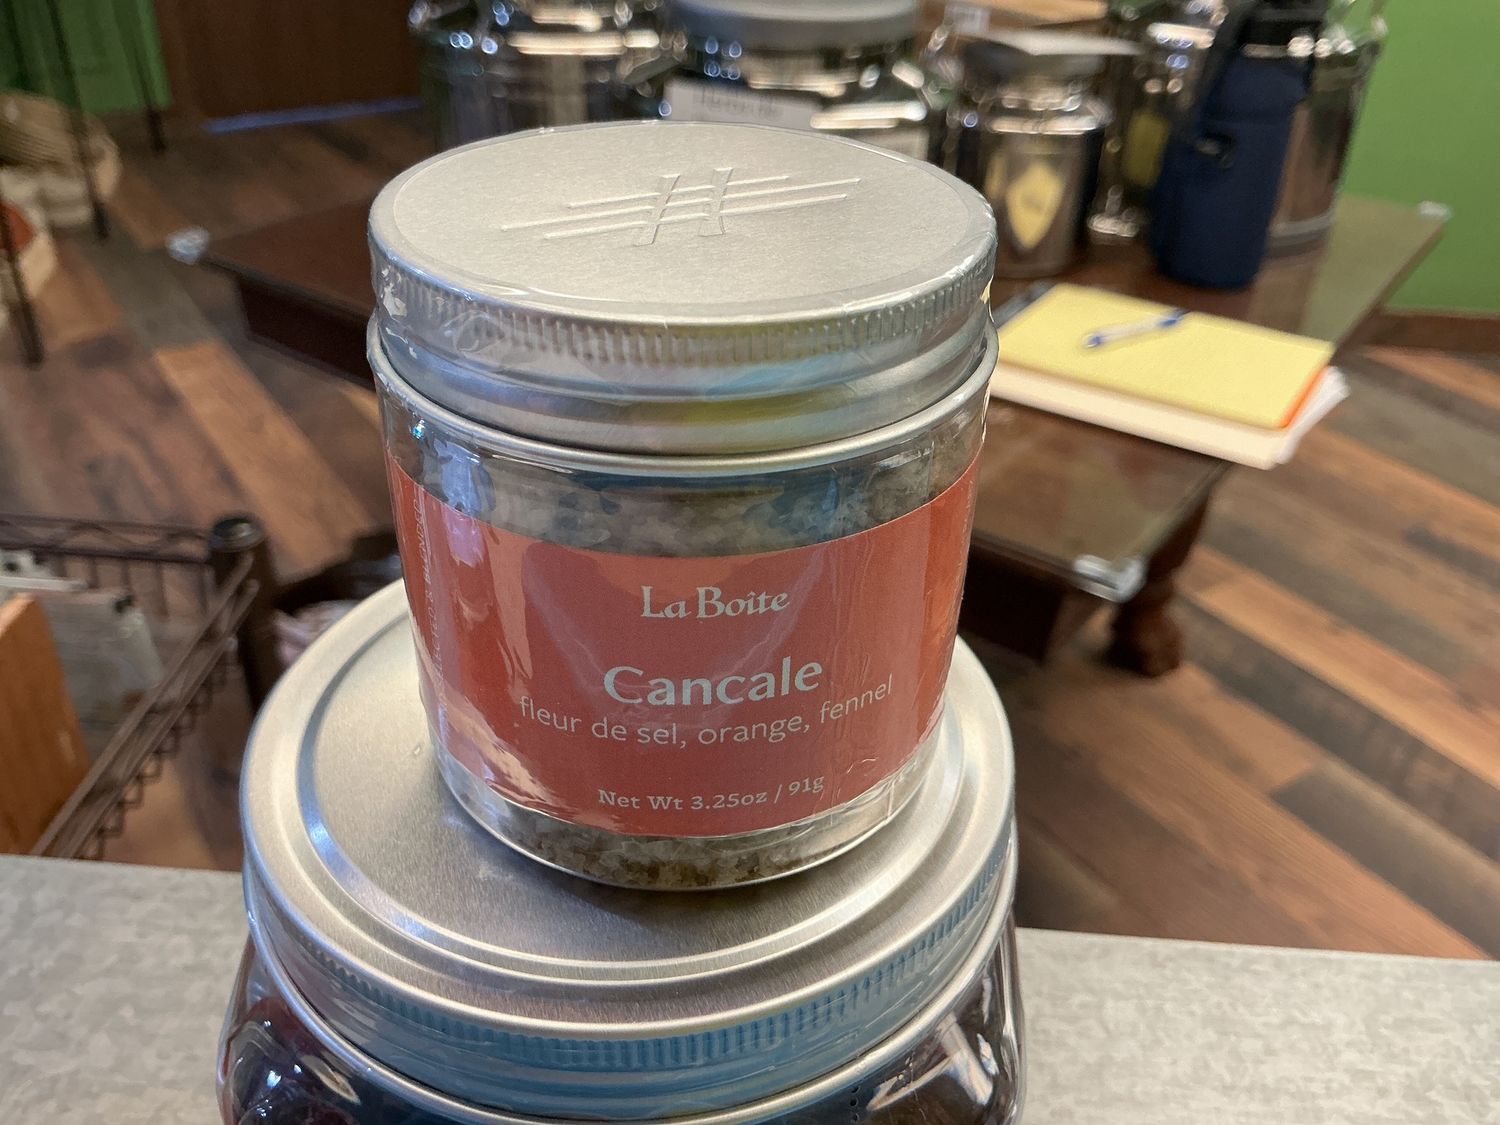 La Boîte
Cancale
fleur de sel, orange, fennel
Net Wt 3.25oz / 91g